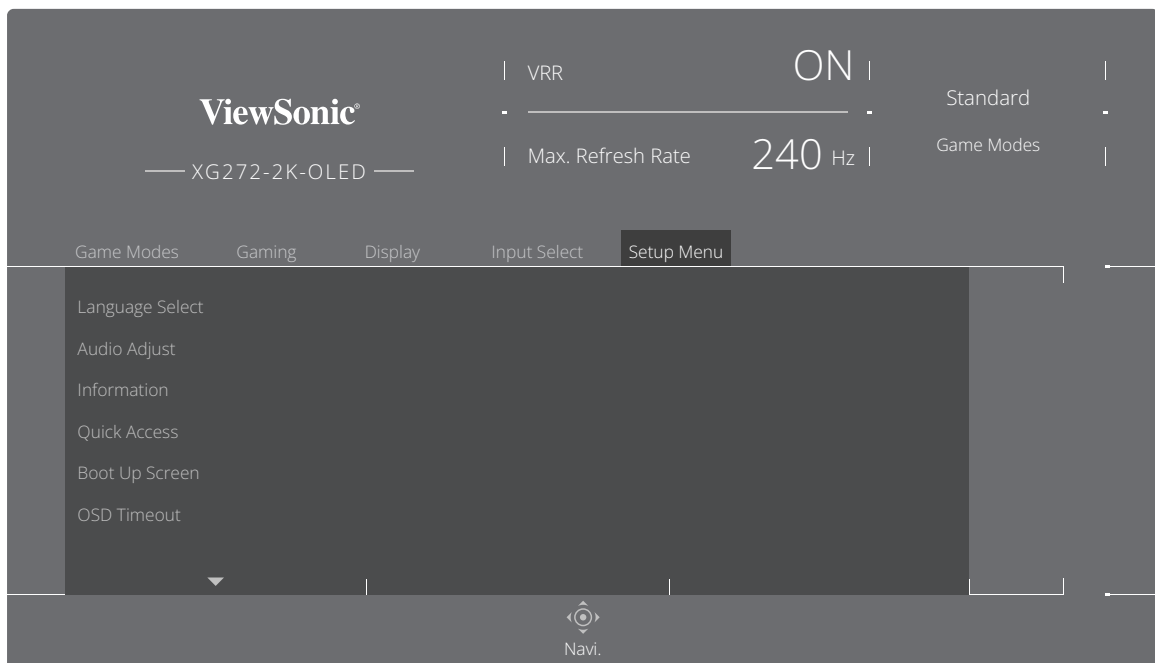 ViewSonic®
XG272-2K-OLED
VRR ON
Max. Refresh Rate 240 Hz
Standard
Game Modes
Game Modes Gaming Display Input Select Setup Menu
Language Select
Audio Adjust
Information
Quick Access
Boot Up Screen
OSD Timeout
Navi.